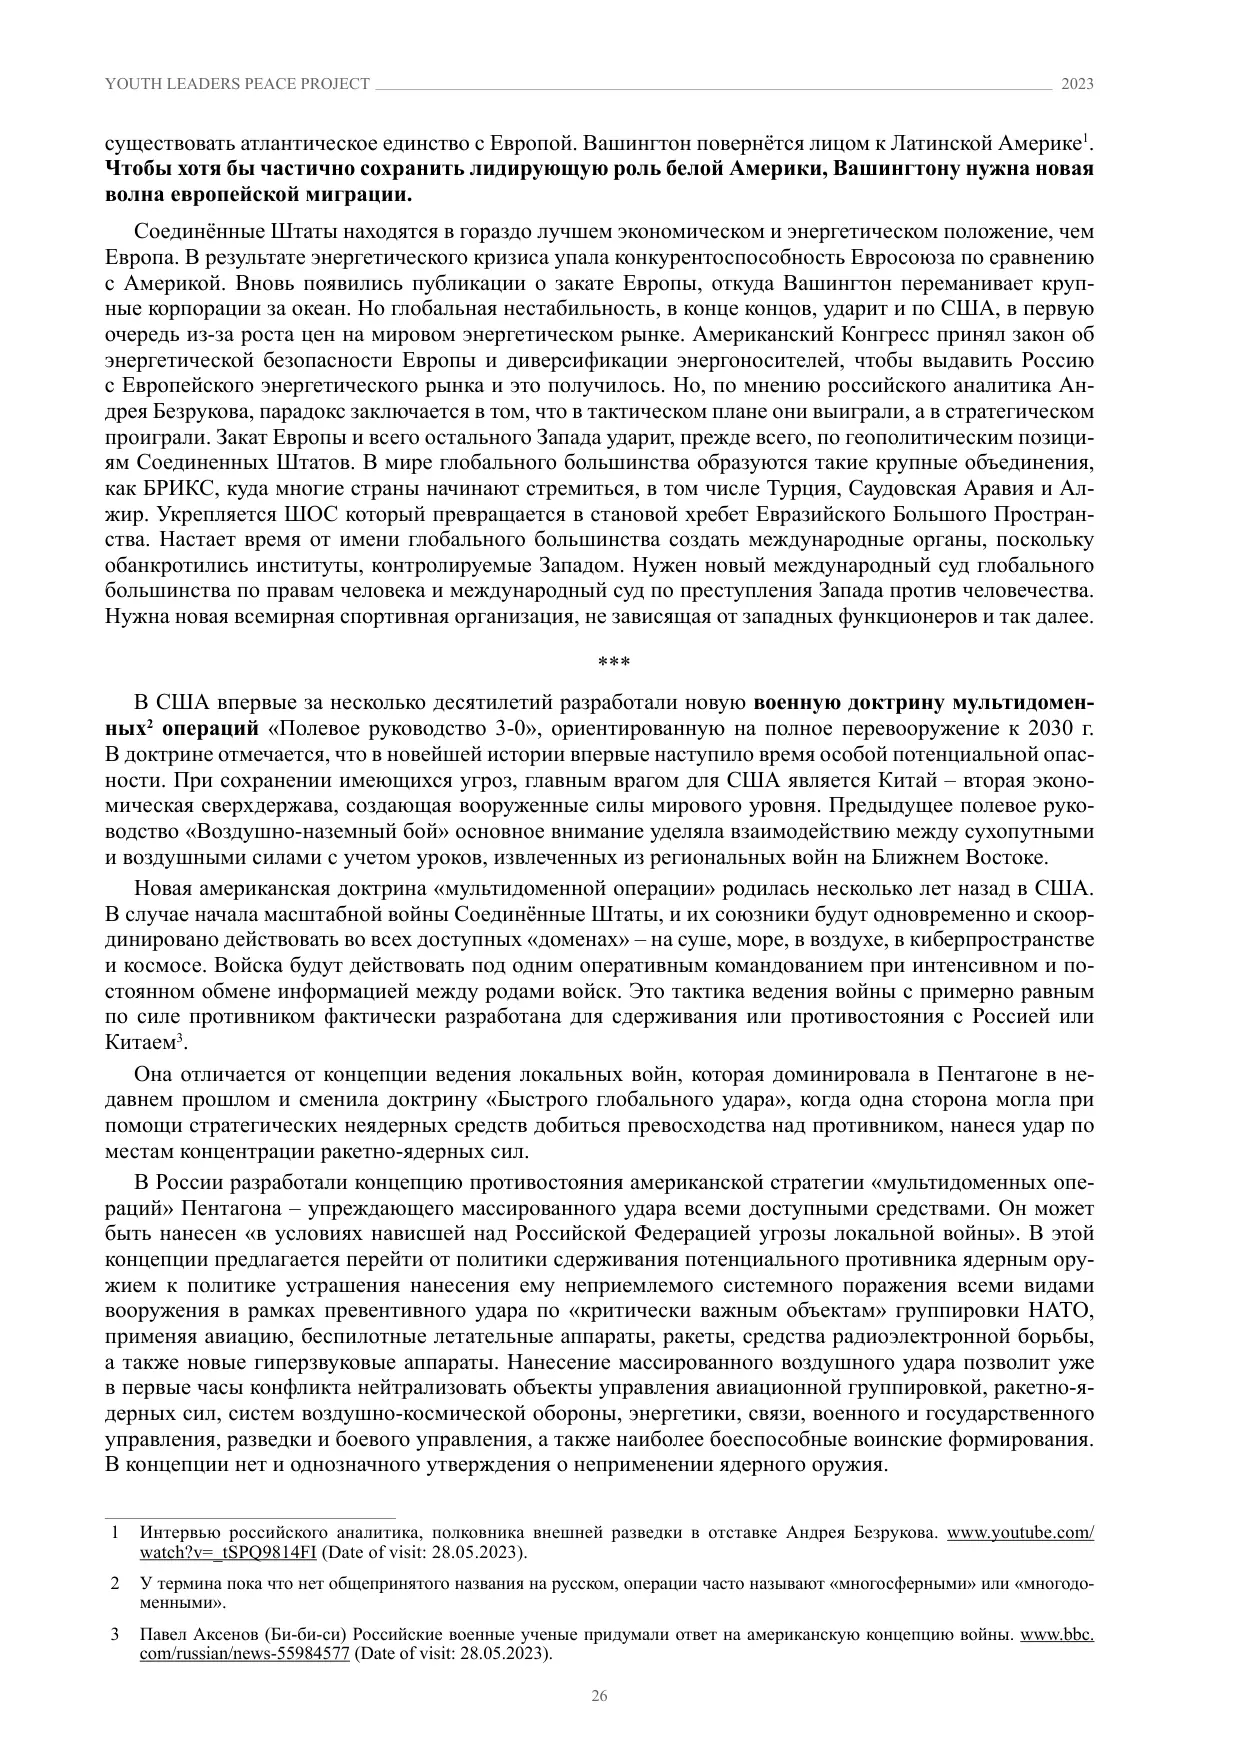 YOUTH LEADERS PEACE PROJECT 2023
существовать атлантическое единство с Европой. Вашингтон повернётся лицом к Латинской Америке¹.
Чтобы хотя бы частично сохранить лидирующую роль белой Америки, Вашингтону нужна новая
волна европейской миграции.
Соединённые Штаты находятся в гораздо лучшем экономическом и энергетическом положение, чем
Европа. В результате энергетического кризиса упала конкурентоспособность Евросоюза по сравнению
с Америкой. Вновь появились публикации о закате Европы, откуда Вашингтон переманивает круп-
ные корпорации за океан. Но глобальная нестабильность, в конце концов, ударит и по США, в первую
очередь из-за роста цен на мировом энергетическом рынке. Американский Конгресс принял закон об
энергетической безопасности Европы и диверсификации энергоносителей, чтобы выдавить Россию
с Европейского энергетического рынка и это получилось. Но, по мнению российского аналитика Ан-
дрея Безрукова, парадокс заключается в том, что в тактическом плане они выиграли, а в стратегическом
проиграли. Закат Европы и всего остального Запада ударит, прежде всего, по геополитическим позици-
ям Соединенных Штатов. В мире глобального большинства образуются такие крупные объединения,
как БРИКС, куда многие страны начинают стремиться, в том числе Турция, Саудовская Аравия и Ал-
жир. Укрепляется ШОС который превращается в становой хребет Евразийского Большого Простран-
ства. Настает время от имени глобального большинства создать международные органы, поскольку
обанкротились институты, контролируемые Западом. Нужен новый международный суд глобального
большинства по правам человека и международный суд по преступления Запада против человечества.
Нужна новая всемирная спортивная организация, не зависящая от западных функционеров и так далее.
***
В США впервые за несколько десятилетий разработали новую военную доктрину мультидомен-
ных² операций «Полевое руководство 3-0», ориентированную на полное перевооружение к 2030 г.
В доктрине отмечается, что в новейшей истории впервые наступило время особой потенциальной опас-
ности. При сохранении имеющихся угроз, главным врагом для США является Китай – вторая эконо-
мическая сверхдержава, создающая вооруженные силы мирового уровня. Предыдущее полевое руко-
водство «Воздушно-наземный бой» основное внимание уделяла взаимодействию между сухопутными
и воздушными силами с учетом уроков, извлеченных из региональных войн на Ближнем Востоке.
Новая американская доктрина «мультидоменной операции» родилась несколько лет назад в США.
В случае начала масштабной войны Соединённые Штаты, и их союзники будут одновременно и скоор-
динировано действовать во всех доступных «доменах» – на суше, море, в воздухе, в киберпространстве
и космосе. Войска будут действовать под одним оперативным командованием при интенсивном и по-
стоянном обмене информацией между родами войск. Это тактика ведения войны с примерно равным
по силе противником фактически разработана для сдерживания или противостояния с Россией или
Китаем³.
Она отличается от концепции ведения локальных войн, которая доминировала в Пентагоне в не-
давнем прошлом и сменила доктрину «Быстрого глобального удара», когда одна сторона могла при
помощи стратегических неядерных средств добиться превосходства над противником, нанеся удар по
местам концентрации ракетно-ядерных сил.
В России разработали концепцию противостояния американской стратегии «мультидоменных опе-
раций» Пентагона – упреждающего массированного удара всеми доступными средствами. Он может
быть нанесен «в условиях нависшей над Российской Федерацией угрозы локальной войны». В этой
концепции предлагается перейти от политики сдерживания потенциального противника ядерным ору-
жием к политике устрашения нанесения ему неприемлемого системного поражения всеми видами
вооружения в рамках превентивного удара по «критически важным объектам» группировки НАТО,
применяя авиацию, беспилотные летательные аппараты, ракеты, средства радиоэлектронной борьбы,
а также новые гиперзвуковые аппараты. Нанесение массированного воздушного удара позволит уже
в первые часы конфликта нейтрализовать объекты управления авиационной группировкой, ракетно-я-
дерных сил, систем воздушно-космической обороны, энергетики, связи, военного и государственного
управления, разведки и боевого управления, а также наиболее боеспособные воинские формирования.
В концепции нет и однозначного утверждения о неприменении ядерного оружия.
1 Интервью российского аналитика, полковника внешней разведки в отставке Андрея Безрукова. www.youtube.com/
watch?v=_tSPQ9814FI (Date of visit: 28.05.2023).
2 У термина пока что нет общепринятого названия на русском, операции часто называют «многосферными» или «многодо-
менными».
3 Павел Аксенов (Би-би-си) Российские военные ученые придумали ответ на американскую концепцию войны. www.bbc.
com/russian/news-55984577 (Date of visit: 28.05.2023).
26